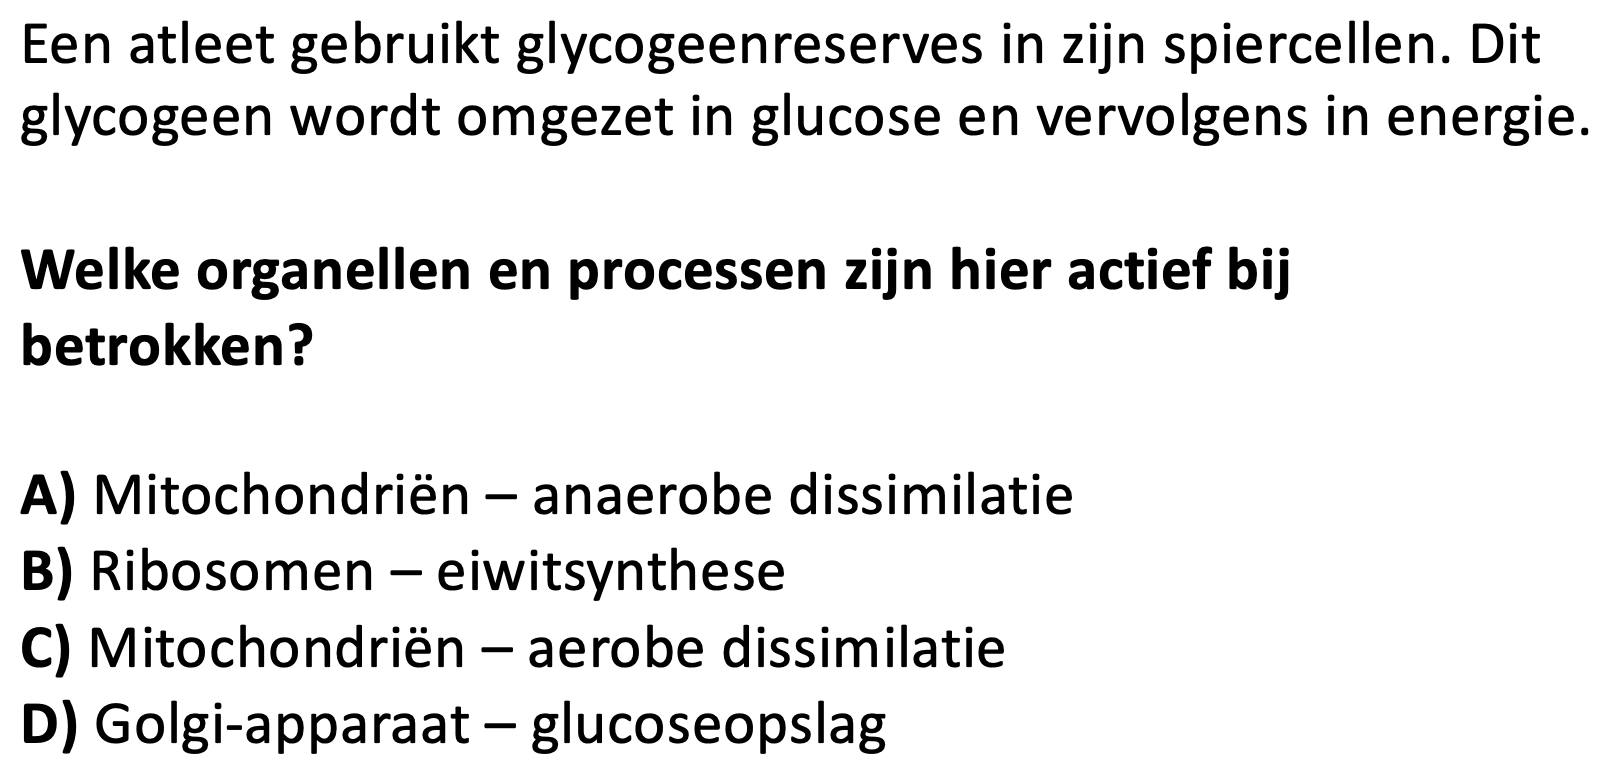 Een atleet gebruikt glycogeenreserves in zijn spiercellen. Dit
glycogeen wordt omgezet in glucose en vervolgens in energie.
Welke organellen en processen zijn hier actief bij
betrokken?
A) Mitochondriën – anaerobe dissimilatie
B) Ribosomen – eiwitsynthese
C) Mitochondriën – aerobe dissimilatie
D) Golgi-apparaat – glucoseopslag